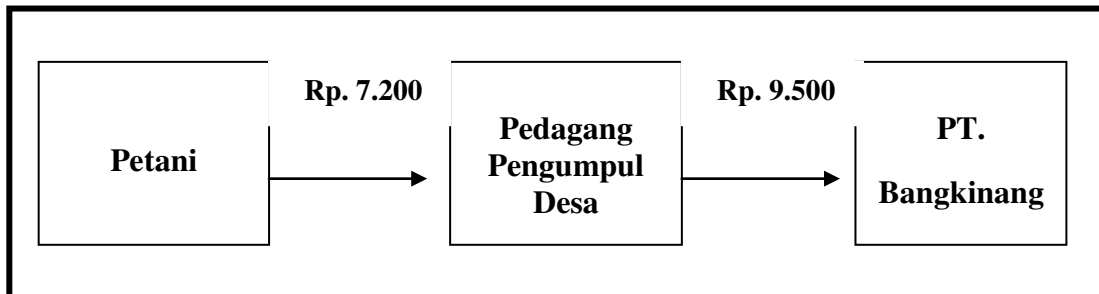 Petani
Rp. 7.200
Pedagang
Pengumpul
Desa
Rp. 9.500
PT.
Bangkinang